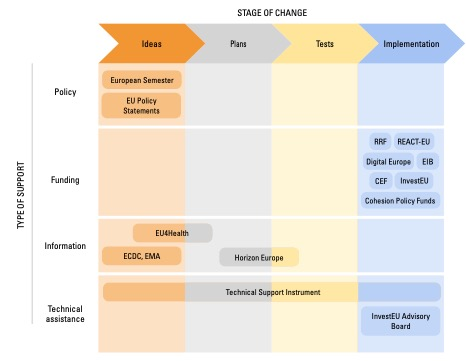 STAGE OF CHANGE
Ideas
Plans
Tests
Implementation
TYPE OF SUPPORT
Policy
European Semester
EU Policy
Statements
Funding
RRF
REACT-EU
Digital Europe
EIB
CEF
InvestEU
Cohesion Policy Funds
Information
EU4Health
ECDC, EMA
Horizon Europe
Technical
assistance
Technical Support Instrument
InvestEU Advisory
Board